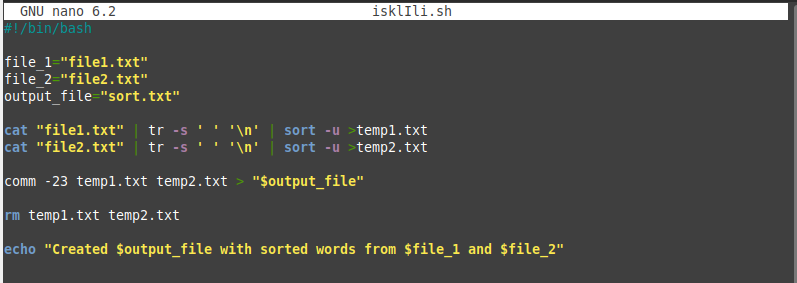 GNU nano 6.2 isklIli.sh
#!/bin/bash
file_1="file1.txt"
file_2="file2.txt"
output_file="sort.txt"
cat "file1.txt" | tr -s ' ' '\n' | sort -u >temp1.txt
cat "file2.txt" | tr -s ' ' '\n' | sort -u >temp2.txt
comm -23 temp1.txt temp2.txt > "$output_file"
rm temp1.txt temp2.txt
echo "Created $output_file with sorted words from $file_1 and $file_2"